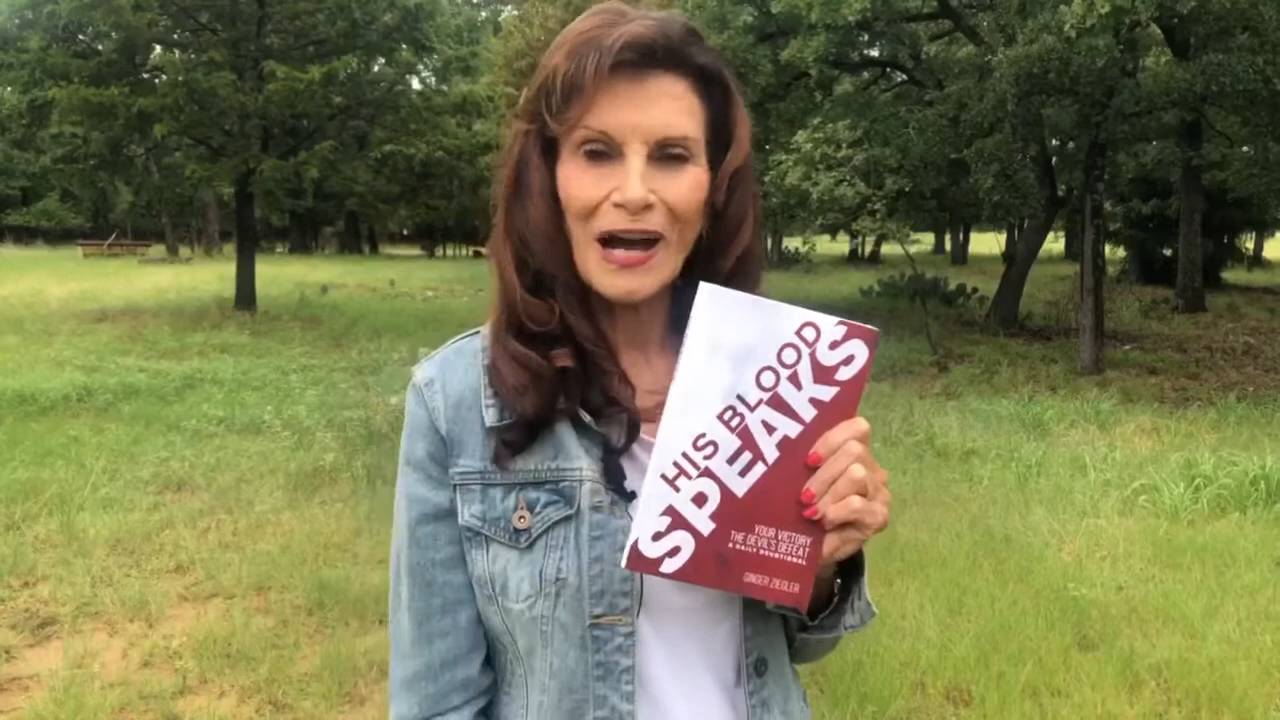 HIS BLOOD
SPEAKS
YOUR VICTORY
THE DEVIL'S DEFEAT
A DAILY DEVOTIONAL
GINGER ZIEGLER